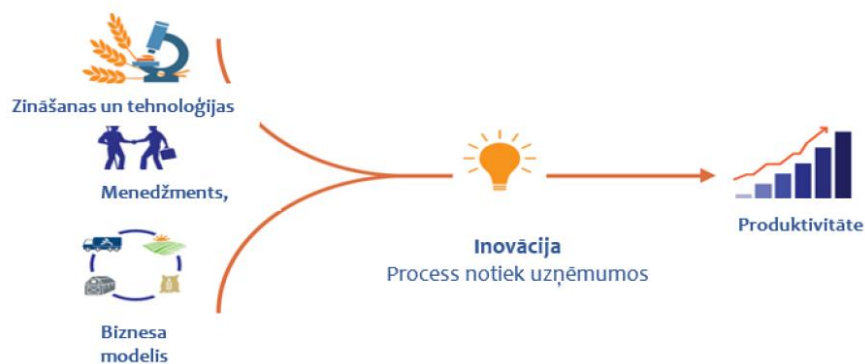 Zināšanas un tehnoloģijas
Menedžments,
Biznesa
modelis
Inovācija
Process notiek uzņēmumos
Produktivitāte